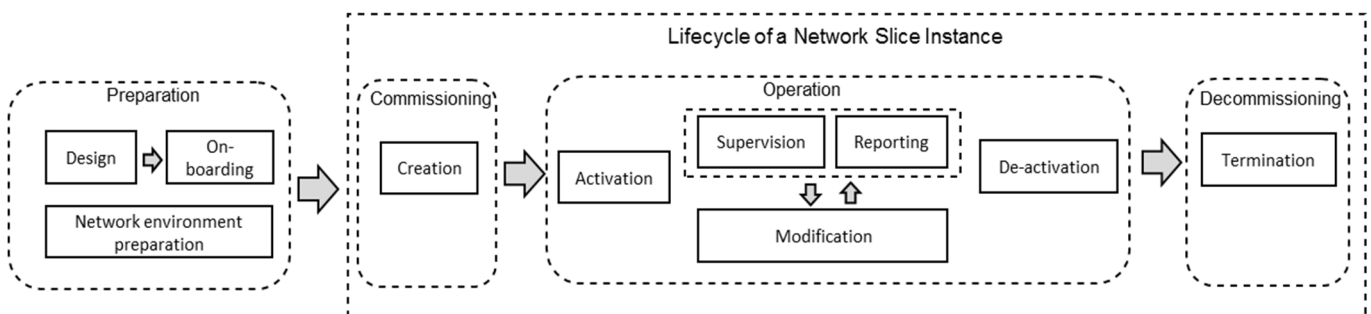 Lifecycle of a Network Slice Instance
Preparation
Design
On-
boarding
Network environment
preparation
Commissioning
Creation
Operation
Activation
Supervision
Reporting
Modification
De-activation
Decommissioning
Termination